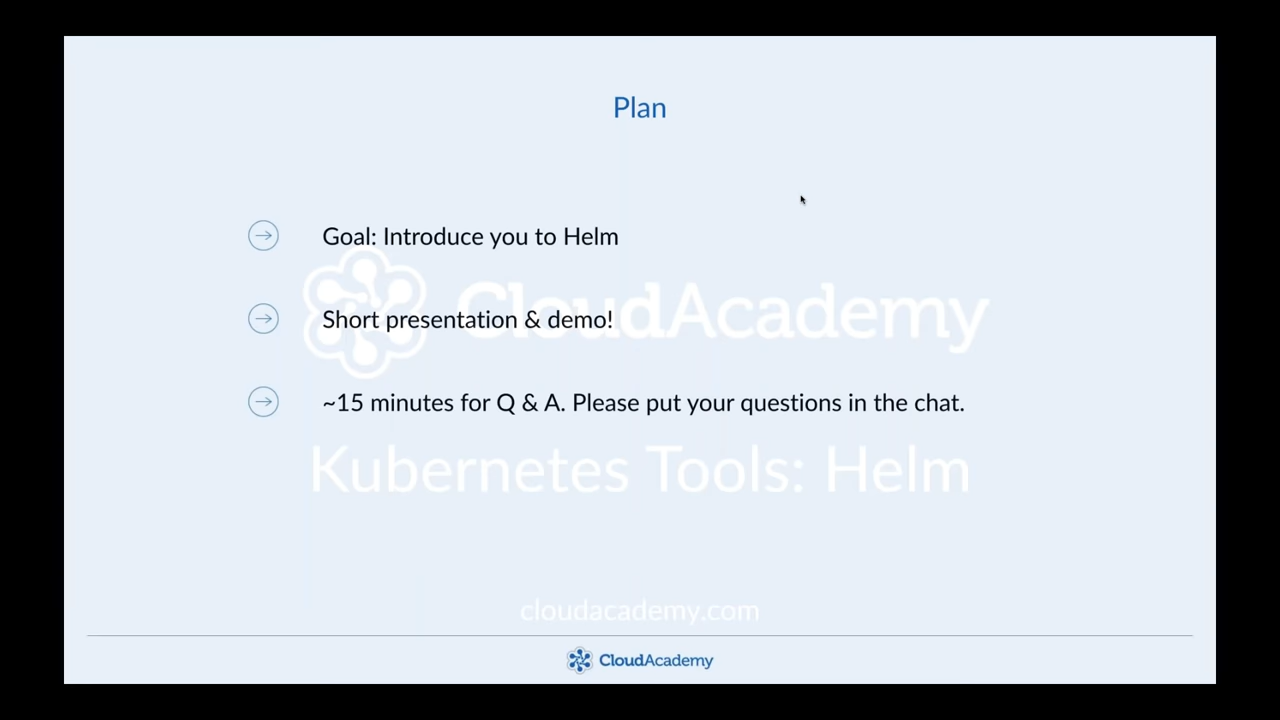 Plan
Goal: Introduce you to Helm
CloudAcademy
Short presentation & demo!
~15 minutes for Q & A. Please put your questions in the chat.
Kubernetes Tools: Helm
cloudacademy.com
CloudAcademy